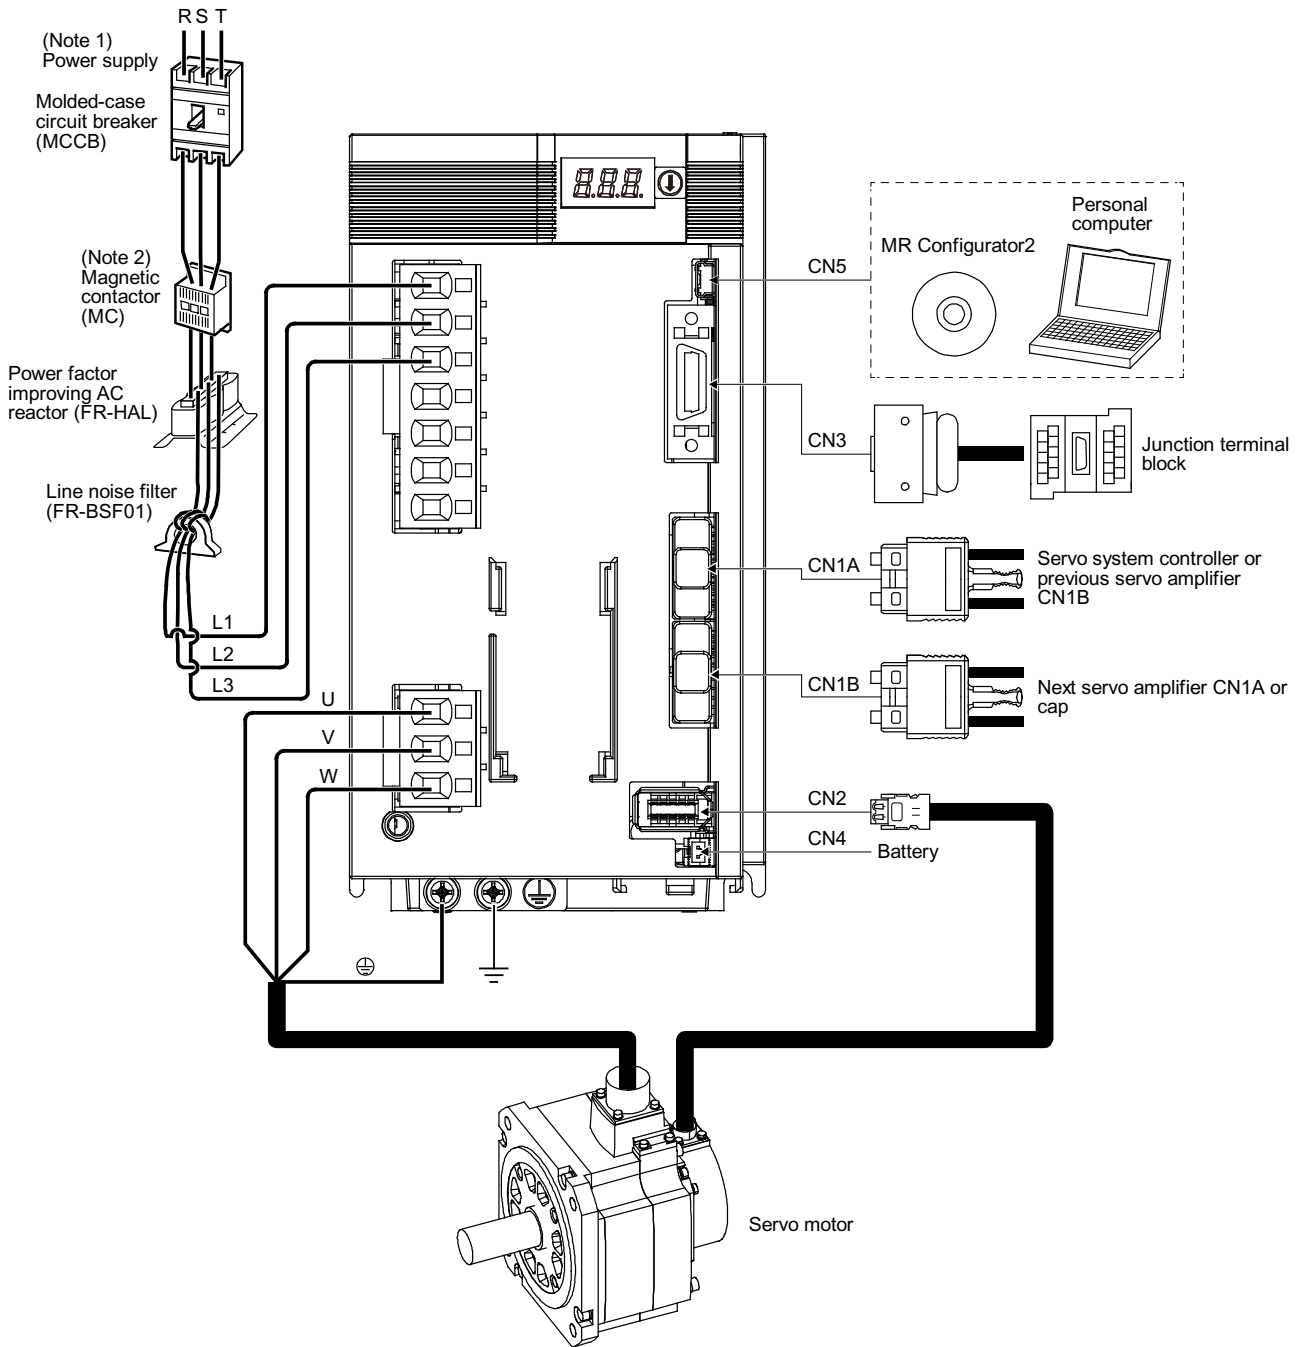 R S T
(Note 1)
Power supply
Molded-case
circuit breaker
(MCCB)
(Note 2)
Magnetic
contactor
(MC)
Power factor
improving AC
reactor (FR-HAL)
Line noise filter
(FR-BSF01)
L1
L2
L3
U
V
W
CN5
MR Configurator2
Personal
computer
CN3
Junction terminal
block
CN1A
Servo system controller or
previous servo amplifier
CN1B
CN1B
Next servo amplifier CN1A or
cap
CN2
CN4
Battery
Servo motor